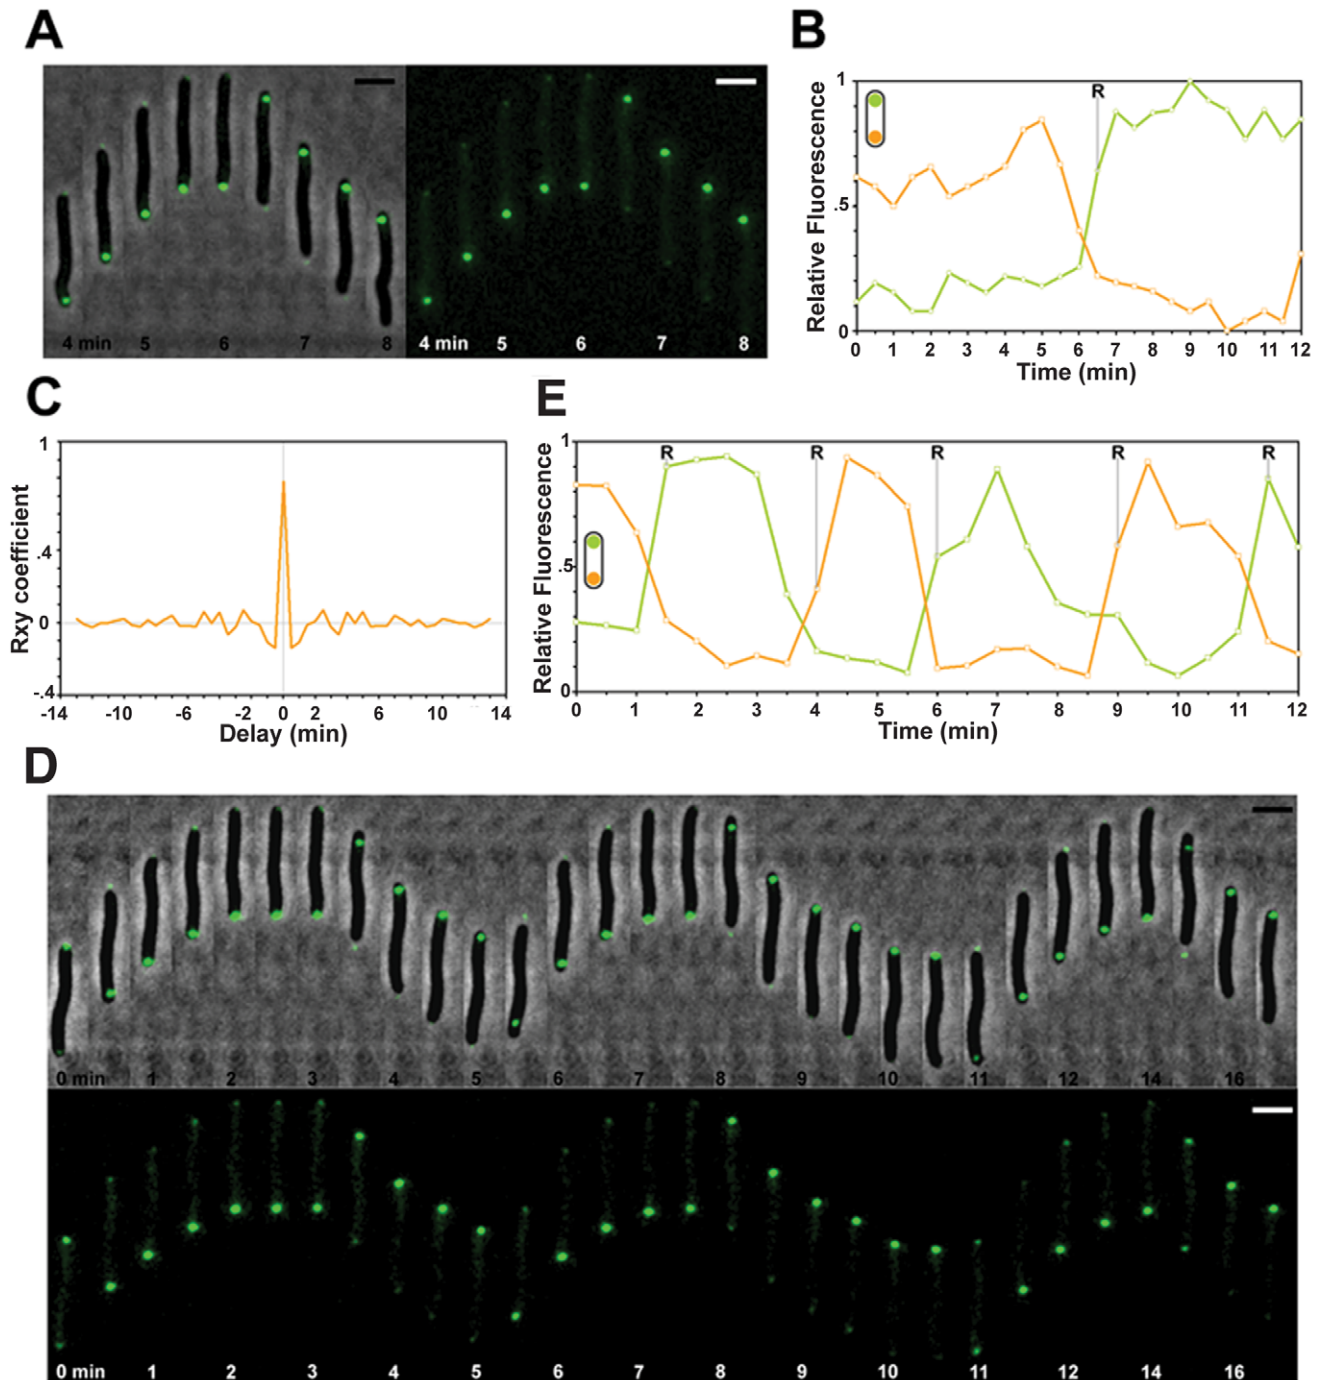 A
4 min 5 6 7 8
4 min 5 6 7 8
B
Relative Fluorescence
1
.5
0
R
0 1 2 3 4 5 6 7 8 9 10 11 12
Time (min)
C
Rxy coefficient
1
.4
0
-.4
-14 -10 -6 -2 0 2 6 10 14
Delay (min)
E
Relative Fluorescence
1
.5
0
R R R R R
0 1 2 3 4 5 6 7 8 9 10 11 12
Time (min)
D
0 min 1 2 3 4 5 6 7 8 9 10 11 12 14 16
0 min 1 2 3 4 5 6 7 8 9 10 11 12 14 16